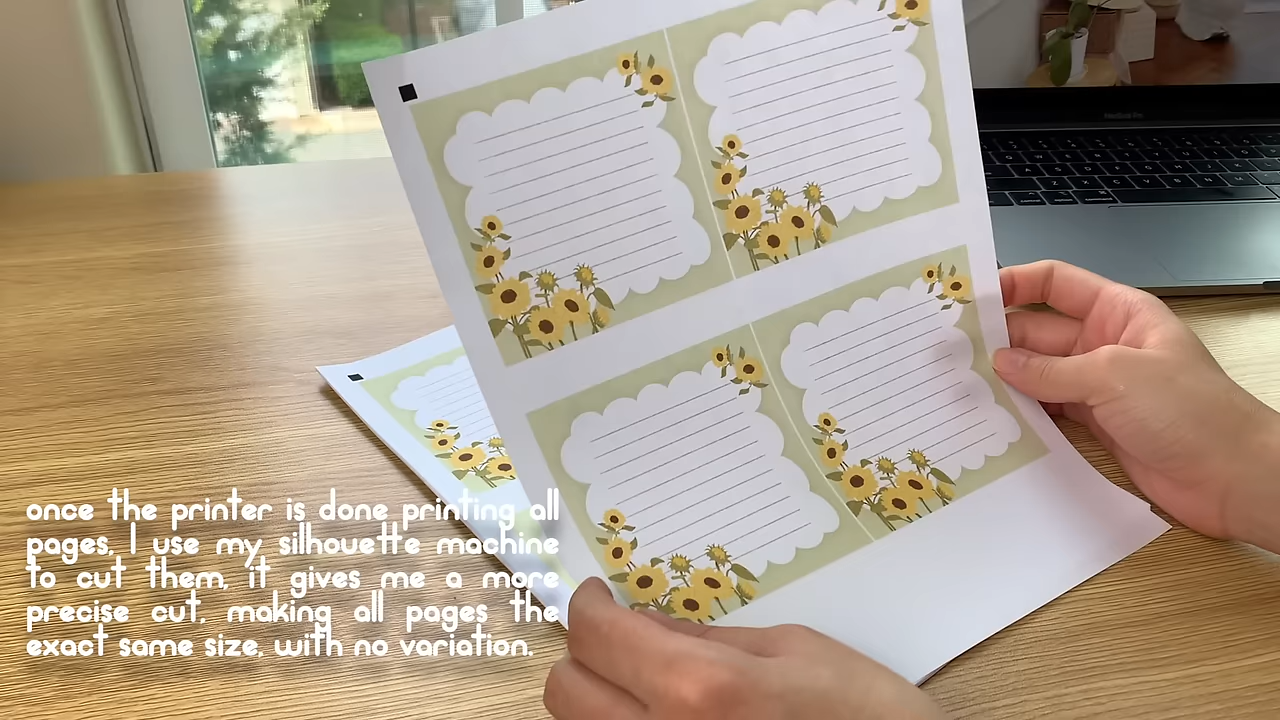 once the printer is done printing all
pages, I use my silhouette machine
to cut them, it gives me a more
precise cut, making all pages the
exact same size, with no variation.